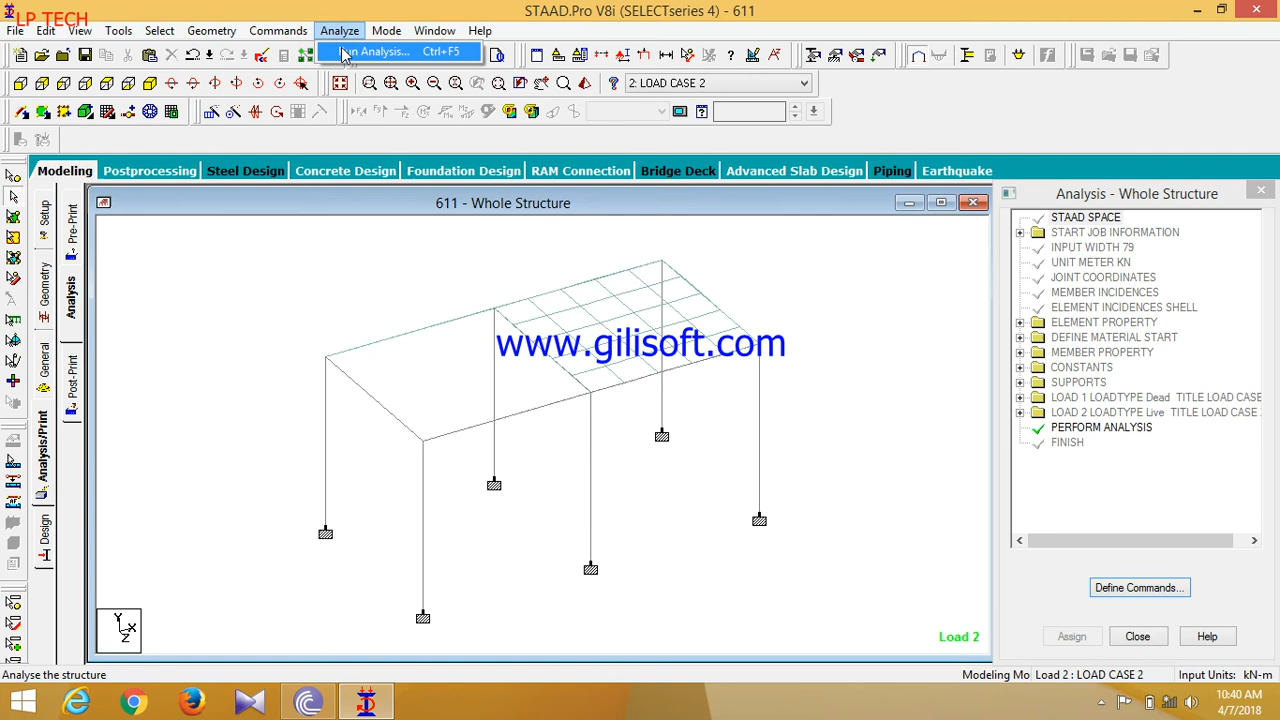 LP TECH
STAAD.Pro V8i (SELECTseries 4) - 611
File Edit View Tools Select Geometry Commands Analyze Mode Window Help
Run Analysis... Ctrl+F5
2: LOAD CASE 2
Modeling Postprocessing Steel Design Concrete Design Foundation Design RAM Connection Bridge Deck Advanced Slab Design Piping Earthquake
Setup
Geometry
General
Analysis/Print
Design
Pre-Print
Analysis
Post-Print
611 - Whole Structure
www.gilisoft.com
Y
X
Z
Load 2
Analysis - Whole Structure
STAAD SPACE
START JOB INFORMATION
INPUT WIDTH 79
UNIT METER KN
JOINT COORDINATES
MEMBER INCIDENCES
ELEMENT INCIDENCES SHELL
ELEMENT PROPERTY
DEFINE MATERIAL START
MEMBER PROPERTY
CONSTANTS
SUPPORTS
LOAD 1 LOADTYPE Dead TITLE LOAD CASE
LOAD 2 LOADTYPE Live TITLE LOAD CASE
PERFORM ANALYSIS
FINISH
Define Commands...
Assign Close Help
Analyse the structure
Modeling Mo Load 2 : LOAD CASE 2 Input Units: kN-m
10:40 AM
4/7/2018